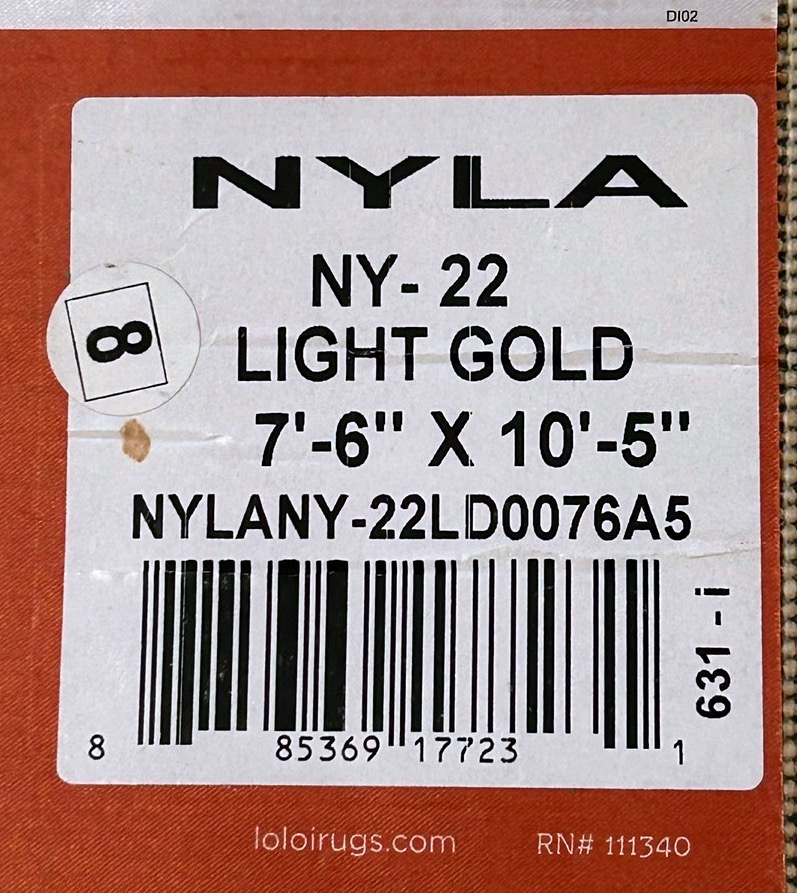 DI02
NYLA
NY- 22
LIGHT GOLD
8
7'-6" X 10'-5"
NYLANY-22LD0076A5
631 - i
8 85369 17723 1
loloirugs.com
RN# 111340